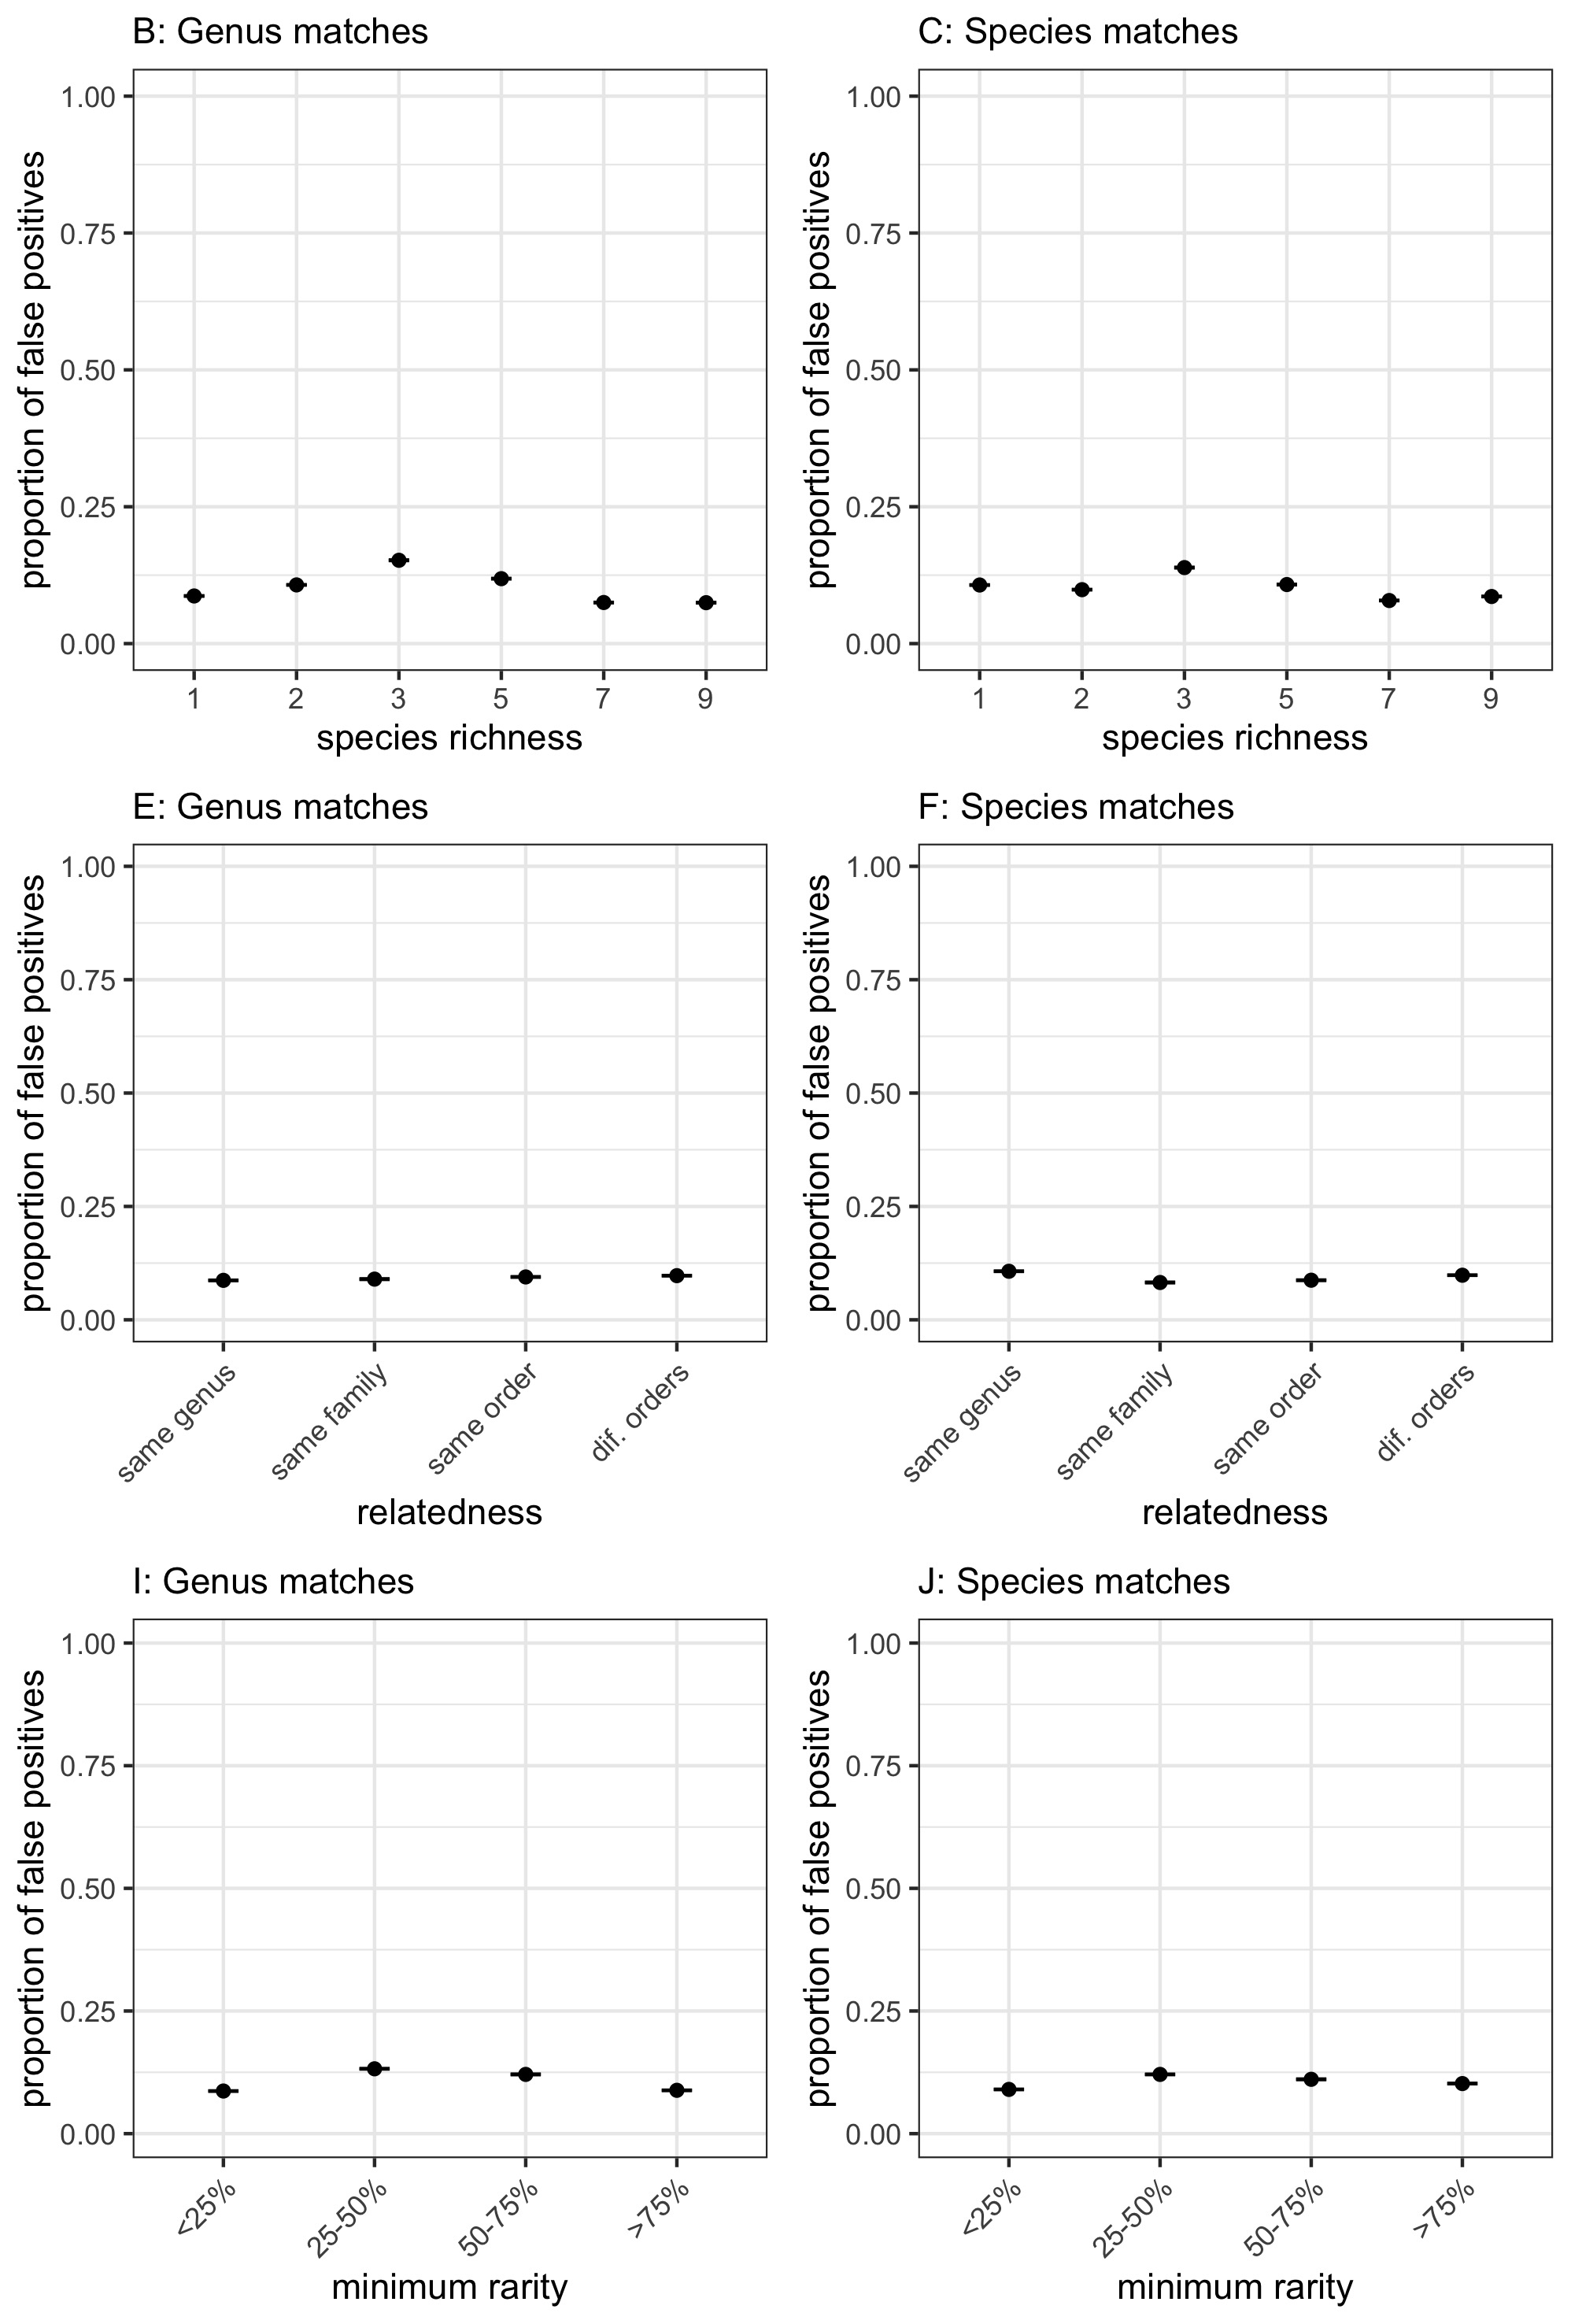 B: Genus matches
proportion of false positives
1.00
0.75
0.50
0.25
0.00
1 2 3 5 7 9
species richness
C: Species matches
proportion of false positives
1.00
0.75
0.50
0.25
0.00
1 2 3 5 7 9
species richness
E: Genus matches
proportion of false positives
1.00
0.75
0.50
0.25
0.00
same genus
same family
same order
dif. orders
relatedness
F: Species matches
proportion of false positives
1.00
0.75
0.50
0.25
0.00
same genus
same family
same order
dif. orders
relatedness
I: Genus matches
proportion of false positives
1.00
0.75
0.50
0.25
0.00
<25%
25-50%
50-75%
>75%
minimum rarity
J: Species matches
proportion of false positives
1.00
0.75
0.50
0.25
0.00
<25%
25-50%
50-75%
>75%
minimum rarity